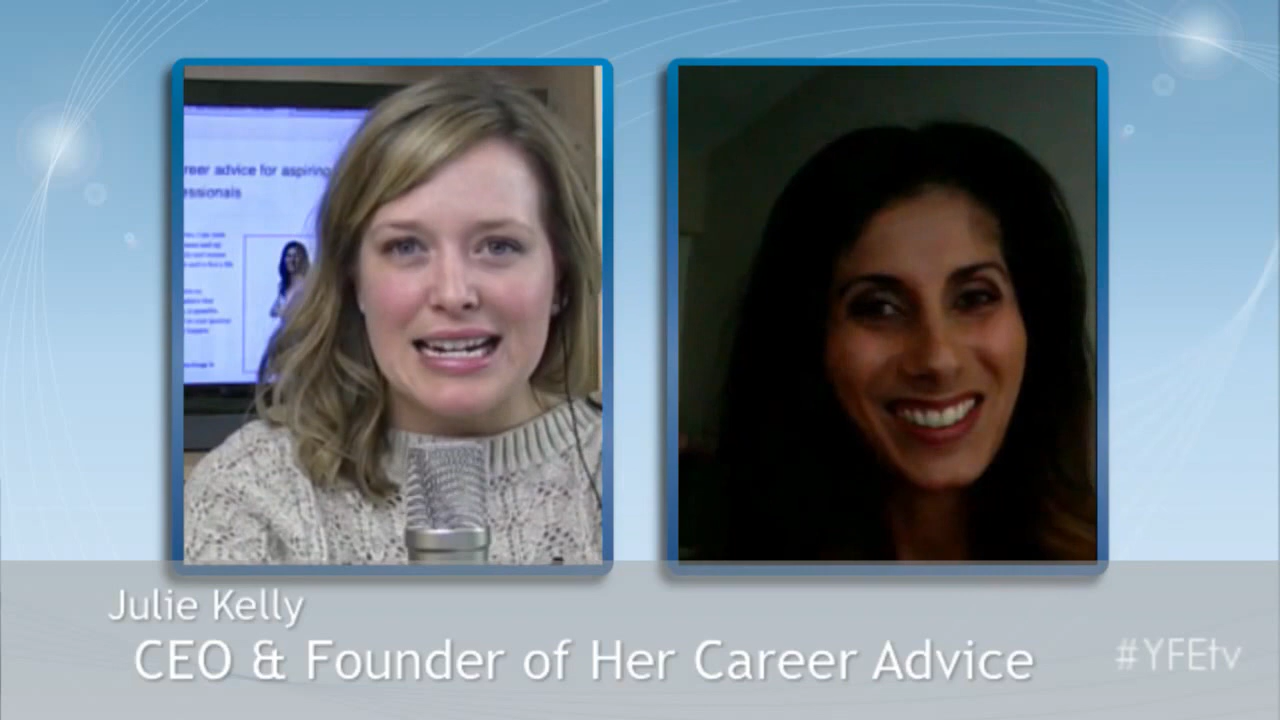 reer advice for aspiring
essionals
Julie Kelly
CEO & Founder of Her Career Advice
#YFEtv